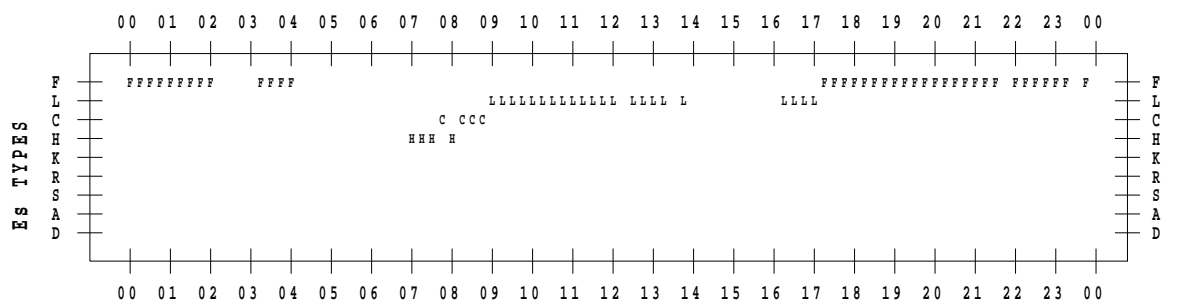 00 01 02 03 04 05 06 07 08 09 10 11 12 13 14 15 16 17 18 19 20 21 22 23 00
F FFFFFFFFF FFFF FFFFFFFFFFFFFFFFFF FFFFFF F F
L LLLLLLLLLLLLL LLLL L LLLL L
C C CCC C
H HHH H H
K K
R R
S S
A A
D D
Es TYPES
00 01 02 03 04 05 06 07 08 09 10 11 12 13 14 15 16 17 18 19 20 21 22 23 00